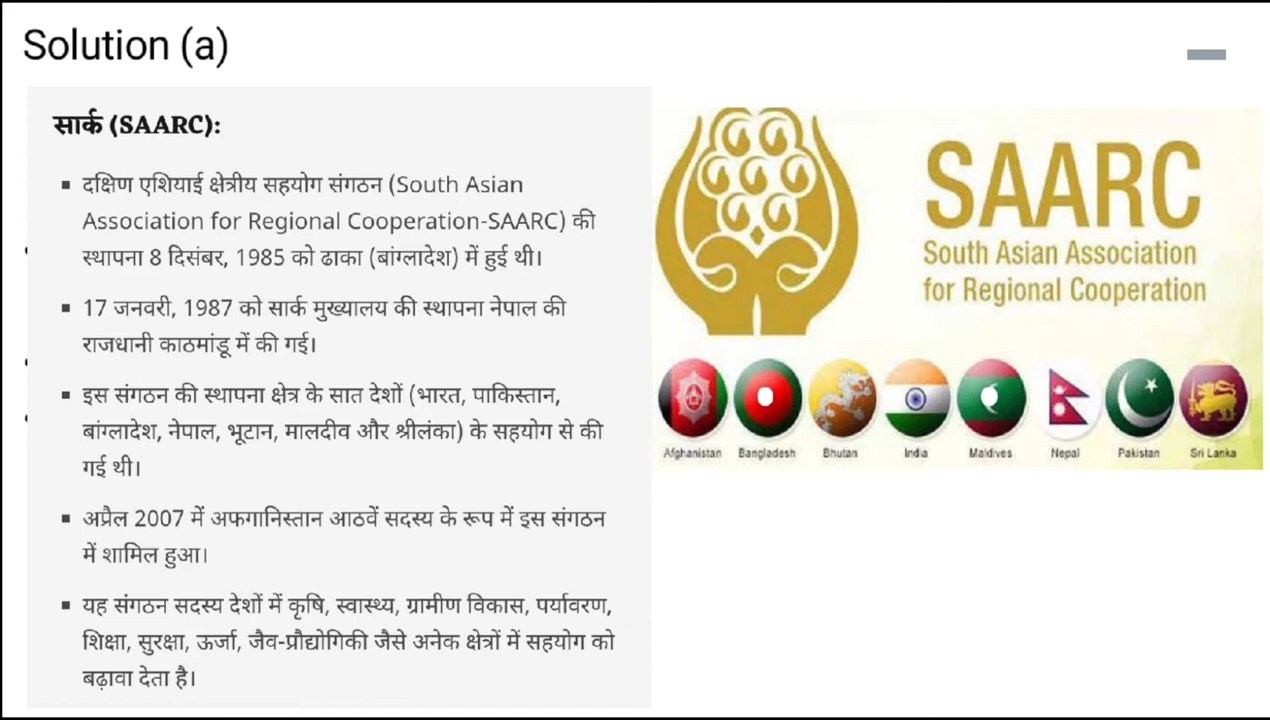 Solution (a)
सार्क (SAARC):
▪ दक्षिण एशियाई क्षेत्रीय सहयोग संगठन (South Asian
Association for Regional Cooperation-SAARC) की
स्थापना 8 दिसंबर, 1985 को ढाका (बांग्लादेश) में हुई थी।
▪ 17 जनवरी, 1987 को सार्क मुख्यालय की स्थापना नेपाल की
राजधानी काठमांडू में की गई।
▪ इस संगठन की स्थापना क्षेत्र के सात देशों (भारत, पाकिस्तान,
बांग्लादेश, नेपाल, भूटान, मालदीव और श्रीलंका) के सहयोग से की
गई थी।
▪ अप्रैल 2007 में अफगानिस्तान आठवें सदस्य के रूप में इस संगठन
में शामिल हुआ।
▪ यह संगठन सदस्य देशों में कृषि, स्वास्थ्य, ग्रामीण विकास, पर्यावरण,
शिक्षा, सुरक्षा, ऊर्जा, जैव-प्रौद्योगिकी जैसे अनेक क्षेत्रों में सहयोग को
बढ़ावा देता है।
SAARC
South Asian Association
for Regional Cooperation
Afghanistan Bangladesh Bhutan India Maldives Nepal Pakistan Sri Lanka